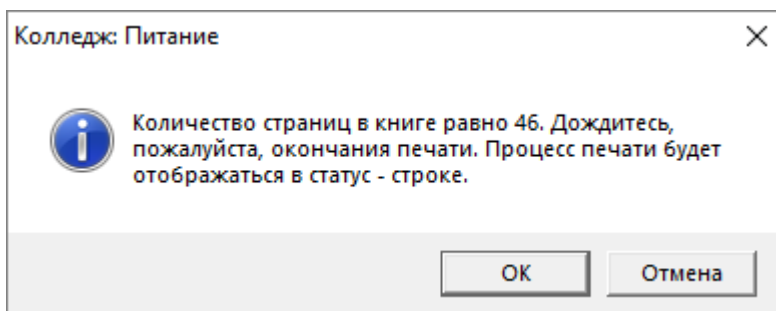 Колледж: Питание
Количество страниц в книге равно 46. Дождитесь,
пожалуйста, окончания печати. Процесс печати будет
отображаться в статус - строке.
ОК
Отмена